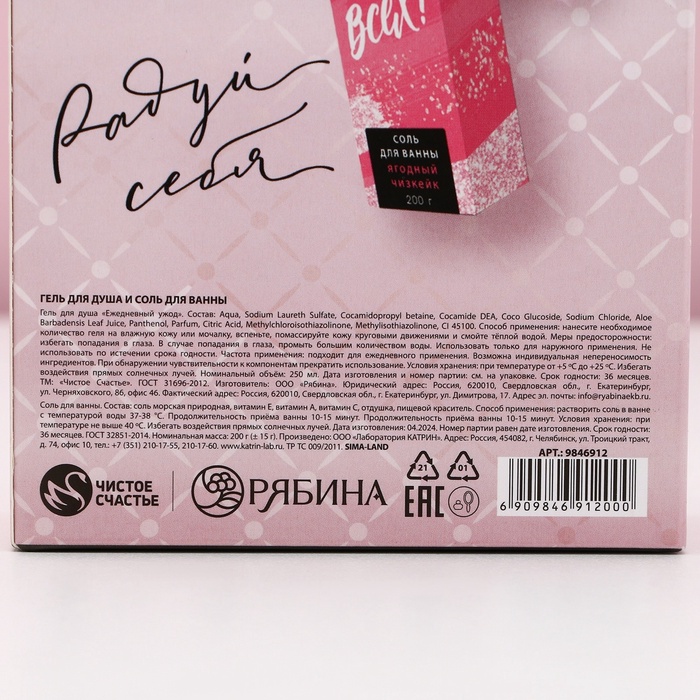 ВСЕХ!
Радуй
себя
СОЛЬ
ДЛЯ ВАННЫ
ЯГОДНЫЙ
ЧИЗКЕЙК
200 г
ГЕЛЬ ДЛЯ ДУША И СОЛЬ ДЛЯ ВАННЫ
Гель для душа «Ежедневный уход». Состав: Aqua, Sodium Laureth Sulfate, Cocamidopropyl betaine, Cocamide DEA, Coco Glucoside, Sodium Chloride, Aloe
Barbadensis Leaf Juice, Panthenol, Parfum, Citric Acid, Methylchloroisothiazolinone, Methylisothiazolinone, CI 45100. Способ применения: нанесите необходимое
количество геля на влажную кожу или мочалку, вспеньте, помассируйте кожу круговыми движениями и смойте тёплой водой. Меры предосторожности:
избегать попадания в глаза. В случае попадания в глаза, промыть большим количеством воды. Использовать только для наружного применения. Не
использовать по истечении срока годности. Частота применения: подходит для ежедневного применения. Возможна индивидуальная непереносимость
ингредиентов. При обнаружении чувствительности к компонентам прекратить использование. Условия хранения: при температуре от +5 ºС до +25 ºС. Избегать
воздействия прямых солнечных лучей. Номинальный объём: 250 мл. Дата изготовления и номер партии: см. на упаковке. Срок годности: 36 месяцев.
ТМ: «Чистое Счастье». ГОСТ 31696-2012. Изготовитель: ООО «Рябина». Юридический адрес: Россия, 620010, Свердловская обл., г. Екатеринбург,
ул. Черняховского, 86, офис 46. Фактический адрес: Россия, 620010, Свердловская обл., г. Екатеринбург, ул. Димитрова, 17. Адрес эл. почты: info@ryabinaekb.ru.
Соль для ванны. Состав: соль морская природная, витамин Е, витамин А, витамин С, отдушка, пищевой краситель. Способ применения: растворить соль в ванне
с температурой воды 37-38 °С. Продолжительность приёма ванны 10-15 минут. Продолжительность приёма ванны 10-15 минут. Условия хранения: при
температуре не выше 40 ºС. Избегать воздействия прямых солнечных лучей. Дата изготовления: 04.2024. Номер партии равен дате изготовления. Срок годности:
36 месяцев. ГОСТ 32851-2014. Номинальная масса: 200 г (± 15 г). Произведено: ООО «Лаборатория КАТРИН». Адрес: Россия, 454082, г. Челябинск, ул. Троицкий тракт,
д. 74, офис 10, тел.: +7 (351) 210-17-55, 210-17-60. www.katrin-lab.ru. ТР ТС 009/2011. SIMA-LAND
АРТ.: 9846912
ЧИСТОЕ
СЧАСТЬЕ
РЯБИНА
21
01
EAC
6 909846 912000